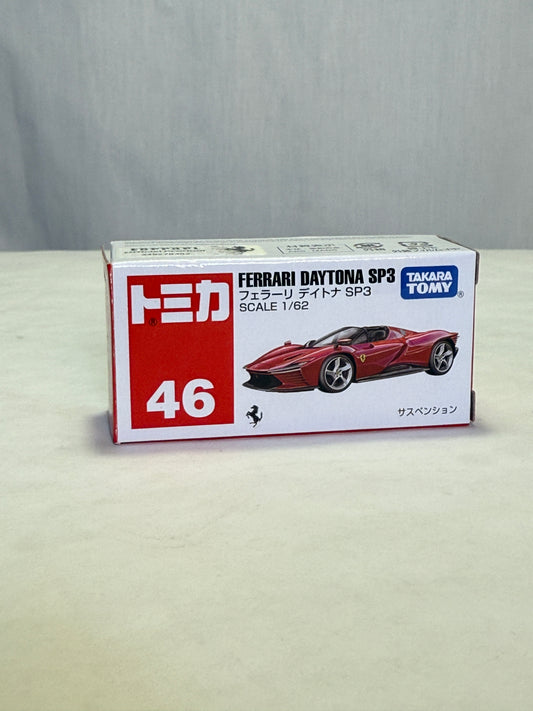 FERRARI DAYTONA SP3
フェラーリ デイトナ SP3
SCALE 1/62
トミカ®
46
TAKARA
TOMY®
サスペンション